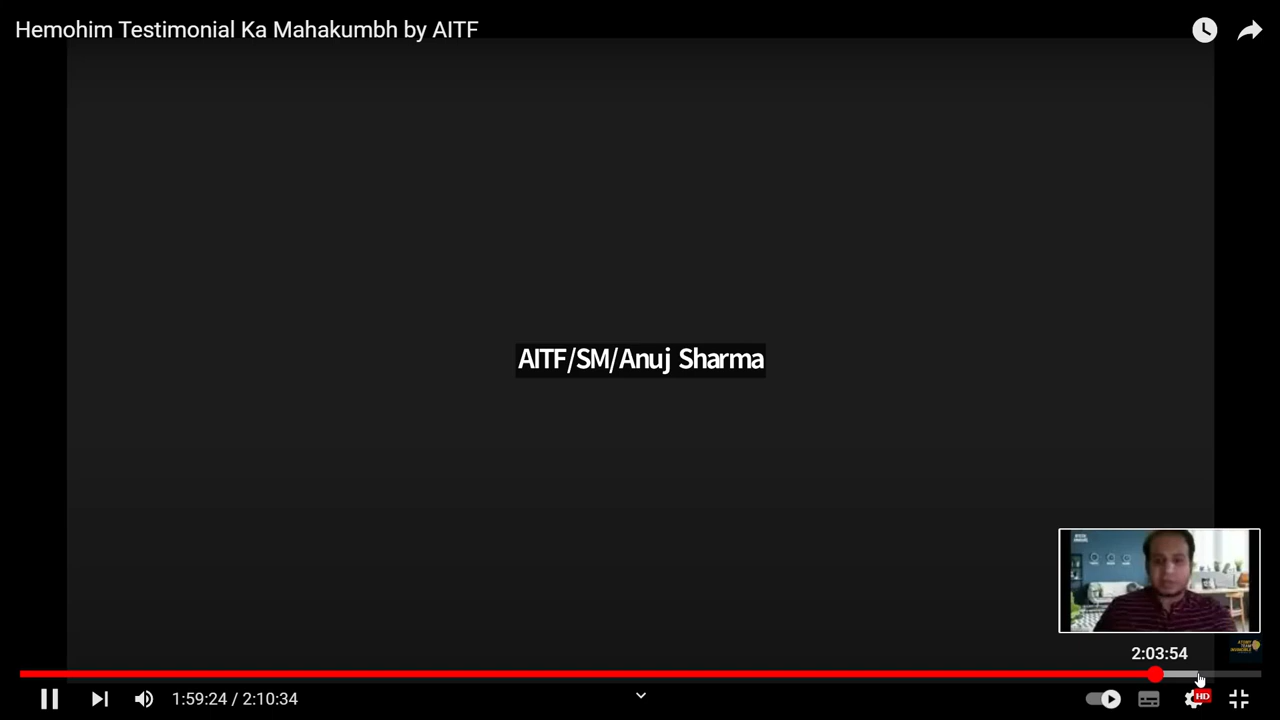 Hemohim Testimonial Ka Mahakumbh by AITF
AITF/SM/Anuj Sharma
2:03:54
1:59:24 / 2:10:34
HD